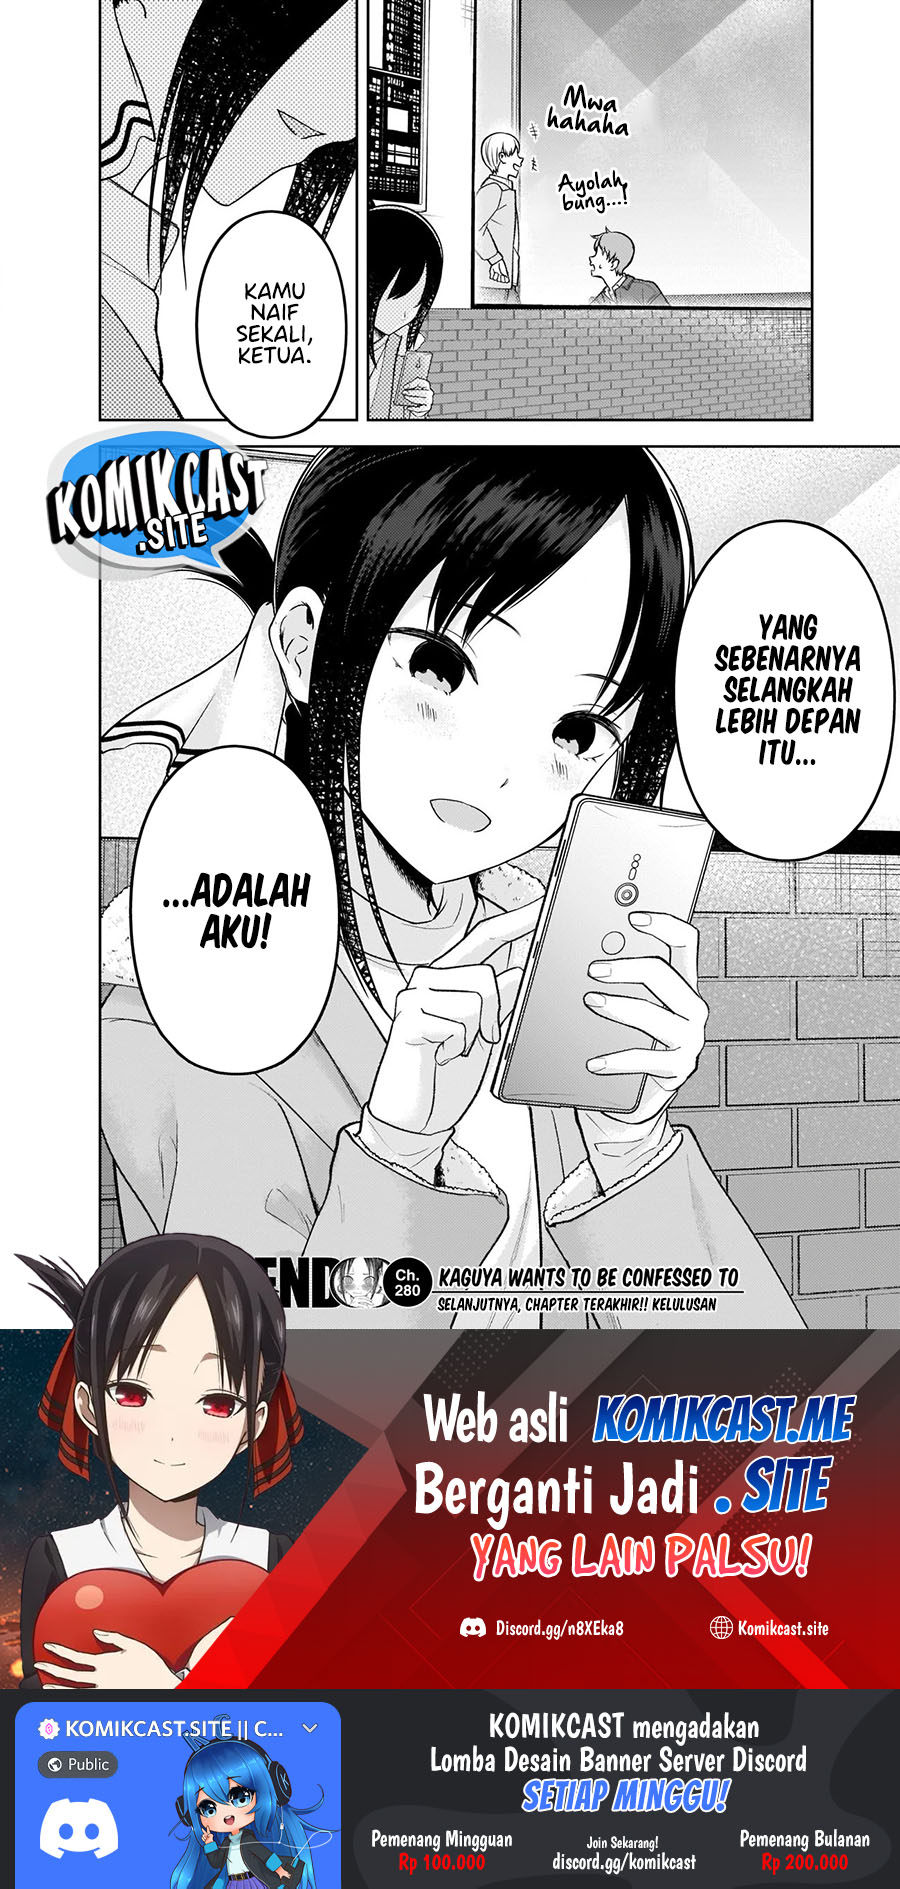 Mwa
hahaha
Ayolah,
bung...!
KAMU
NAIF
SEKALI,
KETUA.
KOMIKCAST
.SITE
YANG
SEBENARNYA
SELANGKAH
LEBIH DEPAN
ITU...
...ADALAH
AKU!
END
Ch.
280
KAGUYA WANTS TO BE CONFESSED TO
SELANJUTNYA, CHAPTER TERAKHIR!! KELULUSAN
Web asli KOMIKCAST.ME
Berganti Jadi .SITE
YANG LAIN PALSU!
Discord.gg/n8XEka8
Komikcast.site
KOMIKCAST.SITE || C...
Public
KOMIKCAST mengadakan
Lomba Desain Banner Server Discord
SETIAP MINGGU!
Pemenang Mingguan
Rp 100.000
Join Sekarang!
discord.gg/komikcast
Pemenang Bulanan
Rp 200.000